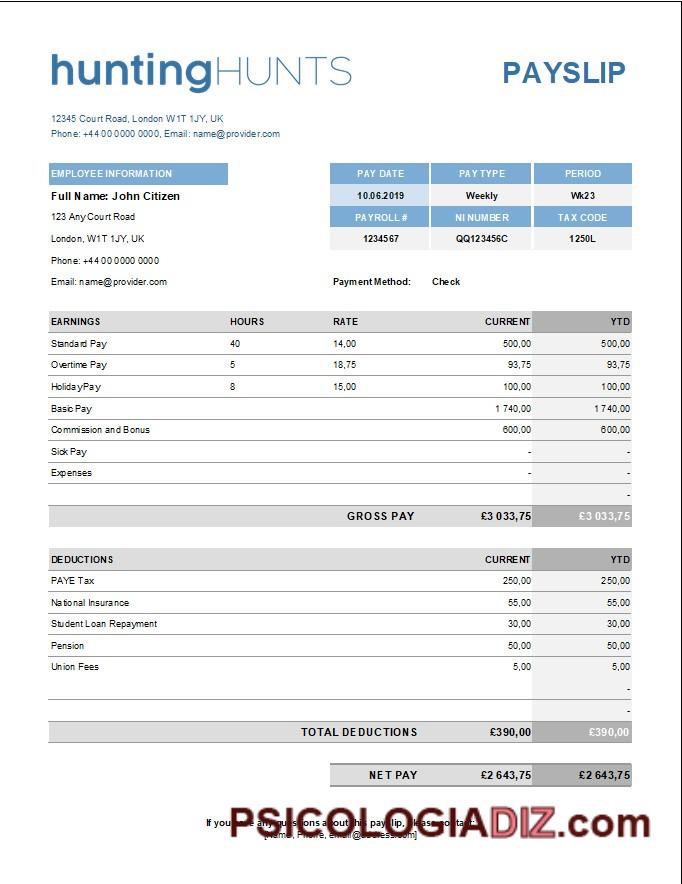 huntingHUNTS
PAYSLIP
12345 Court Road, London W1T 1JY, UK
Phone: +44 00 0000 0000, Email: name@provider.com
EMPLOYEE INFORMATION PAY DATE PAY TYPE PERIOD
Full Name: John Citizen 10.06.2019 Weekly Wk23
123 Any Court Road PAYROLL # NI NUMBER TAX CODE
London, W1T 1JY, UK 1234567 QQ123456C 1250L
Phone: +44 00 0000 0000
Email: name@provider.com Payment Method: Check
EARNINGS HOURS RATE CURRENT YTD
Standard Pay 40 14,00 500,00 500,00
Overtime Pay 5 18,75 93,75 93,75
Holiday Pay 8 15,00 100,00 100,00
Basic Pay 1 740,00 1 740,00
Commission and Bonus 600,00 600,00
Sick Pay - -
Expenses - -
-
GROSS PAY £3 033,75 £3 033,75
DEDUCTIONS CURRENT YTD
PAYE Tax 250,00 250,00
National Insurance 55,00 55,00
Student Loan Repayment 30,00 30,00
Pension 50,00 50,00
Union Fees 5,00 5,00
-
-
TOTAL DEDUCTIONS £390,00 £390,00
NET PAY £2 643,75 £2 643,75
If you have any questions about this payslip, please contact:
[Name, Phone, email@address.com]
PSICOLOGIADIZ.com